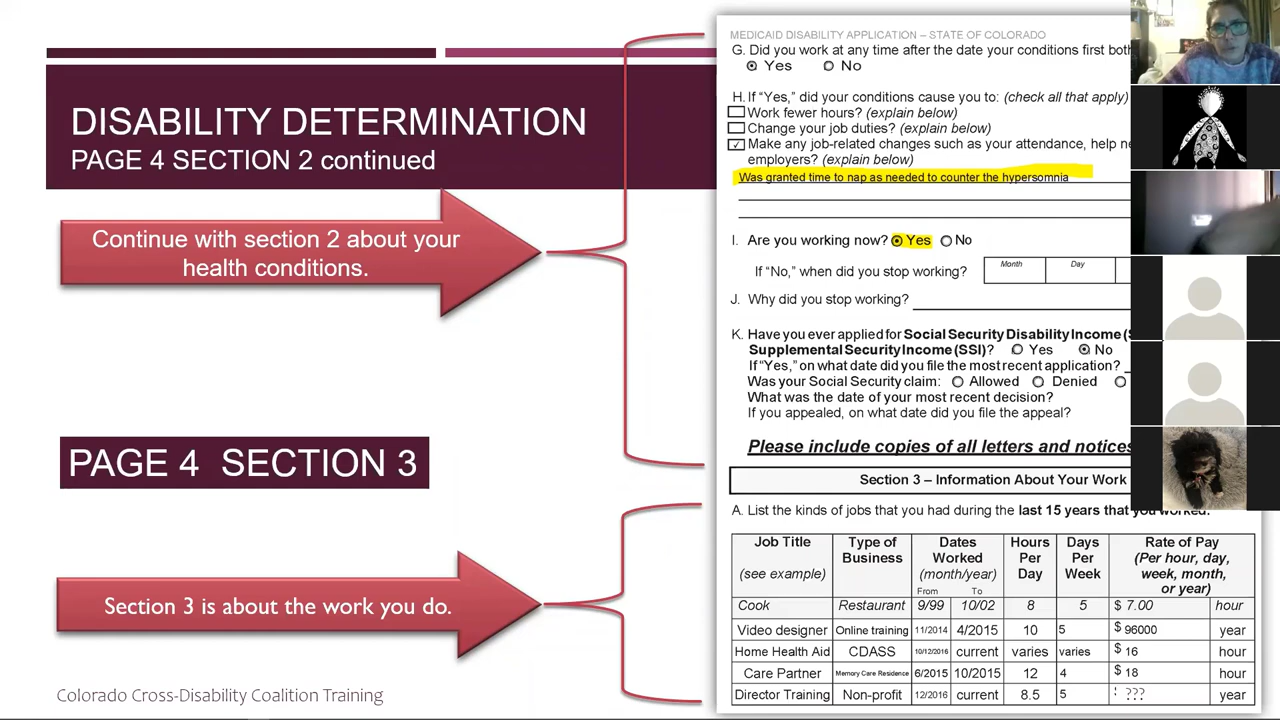 DISABILITY DETERMINATION
PAGE 4 SECTION 2 continued
Continue with section 2 about your
health conditions.
PAGE 4 SECTION 3
Section 3 is about the work you do.
Colorado Cross-Disability Coalition Training
MEDICAID DISABILITY APPLICATION – STATE OF COLORADO
G. Did you work at any time after the date your conditions first both
Yes No
H. If "Yes," did your conditions cause you to: (check all that apply)
Work fewer hours? (explain below)
Change your job duties? (explain below)
Make any job-related changes such as your attendance, help
employers? (explain below)
Was granted time to nap as needed to counter the hypersomnia
I. Are you working now? Yes No
If "No," when did you stop working? Month Day
J. Why did you stop working?
K. Have you ever applied for Social Security Disability Income
Supplemental Security Income (SSI)? Yes No
If "Yes," on what date did you file the most recent application?
Was your Social Security claim: Allowed Denied
What was the date of your most recent decision?
If you appealed, on what date did you file the appeal?
Please include copies of all letters and notices
Section 3 – Information About Your Work
A. List the kinds of jobs that you had during the last 15 years that you worked.
Job Title Type of Dates Hours Days Rate of Pay
Business Worked Per Per (Per hour, day,
(see example) (month/year) Day Week week, month,
From To or year)
Cook Restaurant 9/99 10/02 8 5 $ 7.00 hour
Video designer Online training 11/2014 4/2015 10 5 $ 96000 year
Home Health Aid CDASS 10/12/2016 current varies varies $ 16 hour
Care Partner Memory Care Residence 6/2015 10/2015 12 4 $ 18 hour
Director Training Non-profit 12/2016 current 8.5 5 ??? year